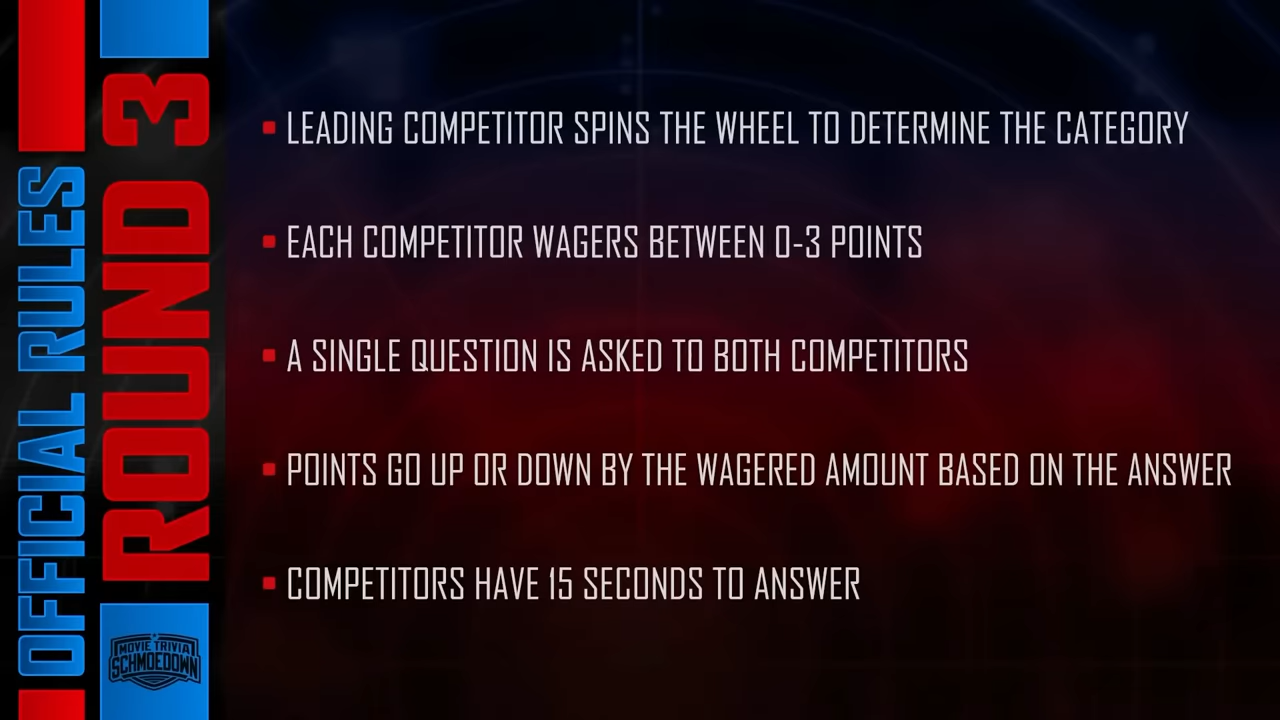 OFFICIAL RULES
ROUND 3
LEADING COMPETITOR SPINS THE WHEEL TO DETERMINE THE CATEGORY
EACH COMPETITOR WAGERS BETWEEN 0-3 POINTS
A SINGLE QUESTION IS ASKED TO BOTH COMPETITORS
POINTS GO UP OR DOWN BY THE WAGERED AMOUNT BASED ON THE ANSWER
COMPETITORS HAVE 15 SECONDS TO ANSWER
MOVIE TRIVIA
SCHMOEDOWN